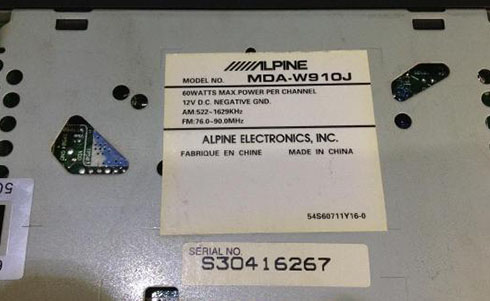 ALPINE
MODEL NO. MDA-W910J
60WATTS MAX POWER PER CHANNEL
12V D.C. NEGATIVE GND.
AM:522~1629KHz
FM:76.0~90.0MHz
ALPINE ELECTRONICS, INC.
FABRIQUE EN CHINE MADE IN CHINA
54S60711Y16-0
SERIAL NO.
S30416267